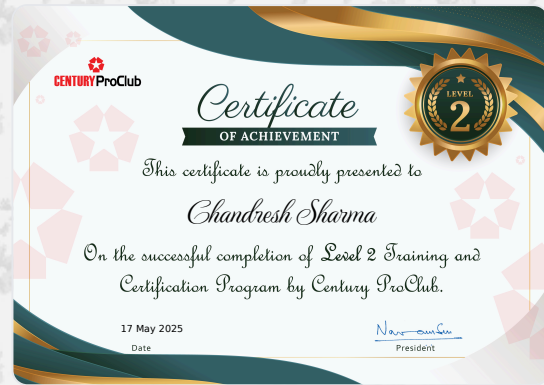 CENTURY ProClub
Certificate
OF ACHIEVEMENT
LEVEL
2
This certificate is proudly presented to
Chandresh Sharma
On the successful completion of Level 2 Training and
Certification Program by Century ProClub.
17 May 2025
Date
President